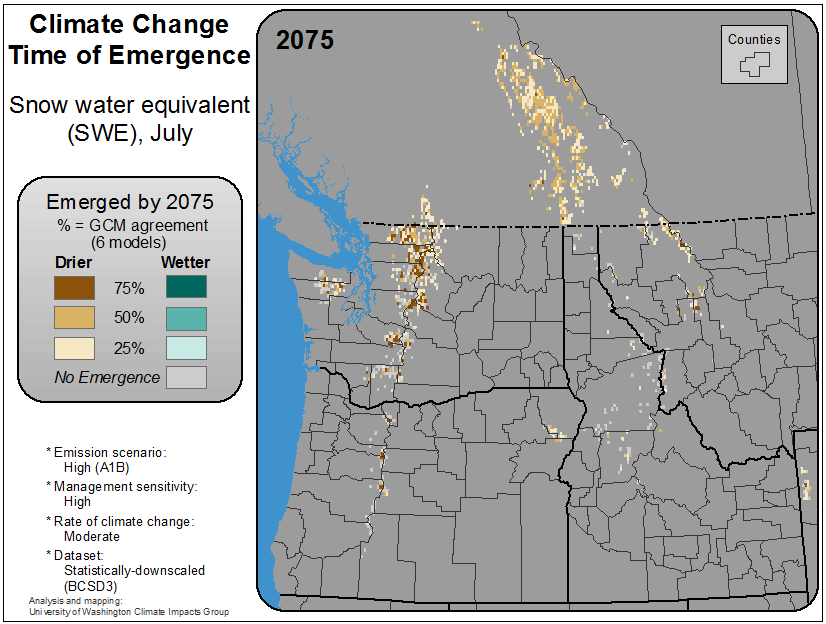 Climate Change
Time of Emergence
Snow water equivalent
(SWE), July
Emerged by 2075
% = GCM agreement
(6 models)
Drier Wetter
75%
50%
25%
No Emergence
* Emission scenario:
High (A1B)
* Management sensitivity:
High
* Rate of climate change:
Moderate
* Dataset:
Statistically-downscaled
(BCSD3)
Analysis and mapping:
University of Washington Climate Impacts Group
2075
Counties